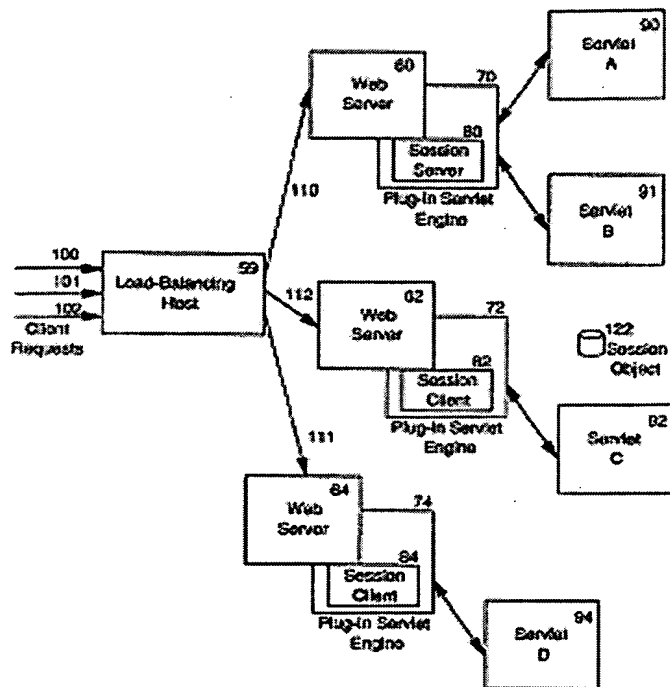 60
Web
Server
70
80
Session
Server
Plug-In Servlet
Engine
90
Servlet
A
91
Servlet
B
110
100
101
102
Client
Requests
59
Load-Balancing
Host
112
62
Web
Server
72
82
Session
Client
Plug-In Servlet
Engine
122
Session
Object
92
Servlet
C
111
64
Web
Server
74
84
Session
Client
Plug-In Servlet
Engine
94
Servlet
D